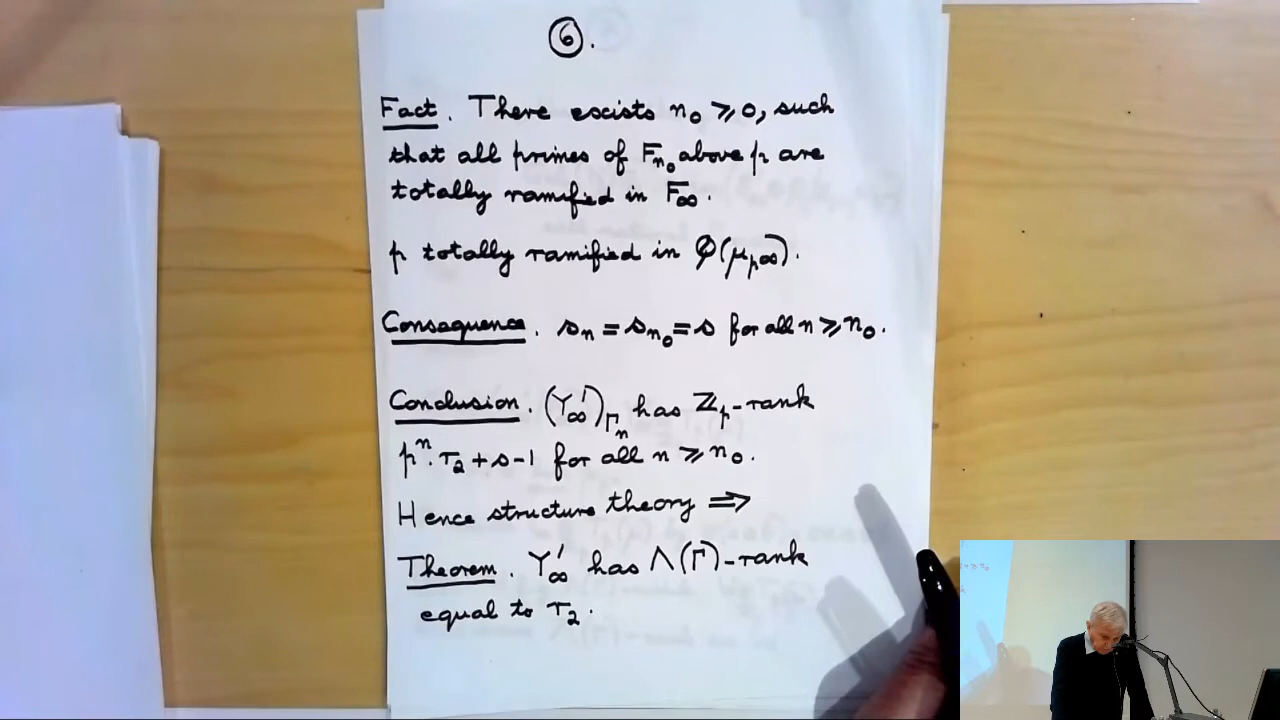 ⑥.
Fact. There exists n₀ ⩾ 0, such
that all primes of F_{n₀} above p are
totally ramified in F_∞.
p totally ramified in ℚ(μ_{p^∞}).
Consequence. s_n = s_{n₀} = s for all n ⩾ n₀.
Conclusion. (Y'_∞)_{Γ_n} has ℤ_p-rank
pⁿ·r₂ + s-1 for all n ⩾ n₀.
Hence structure theory ⇒
Theorem. Y'_∞ has Λ(Γ)-rank
equal to r₂.